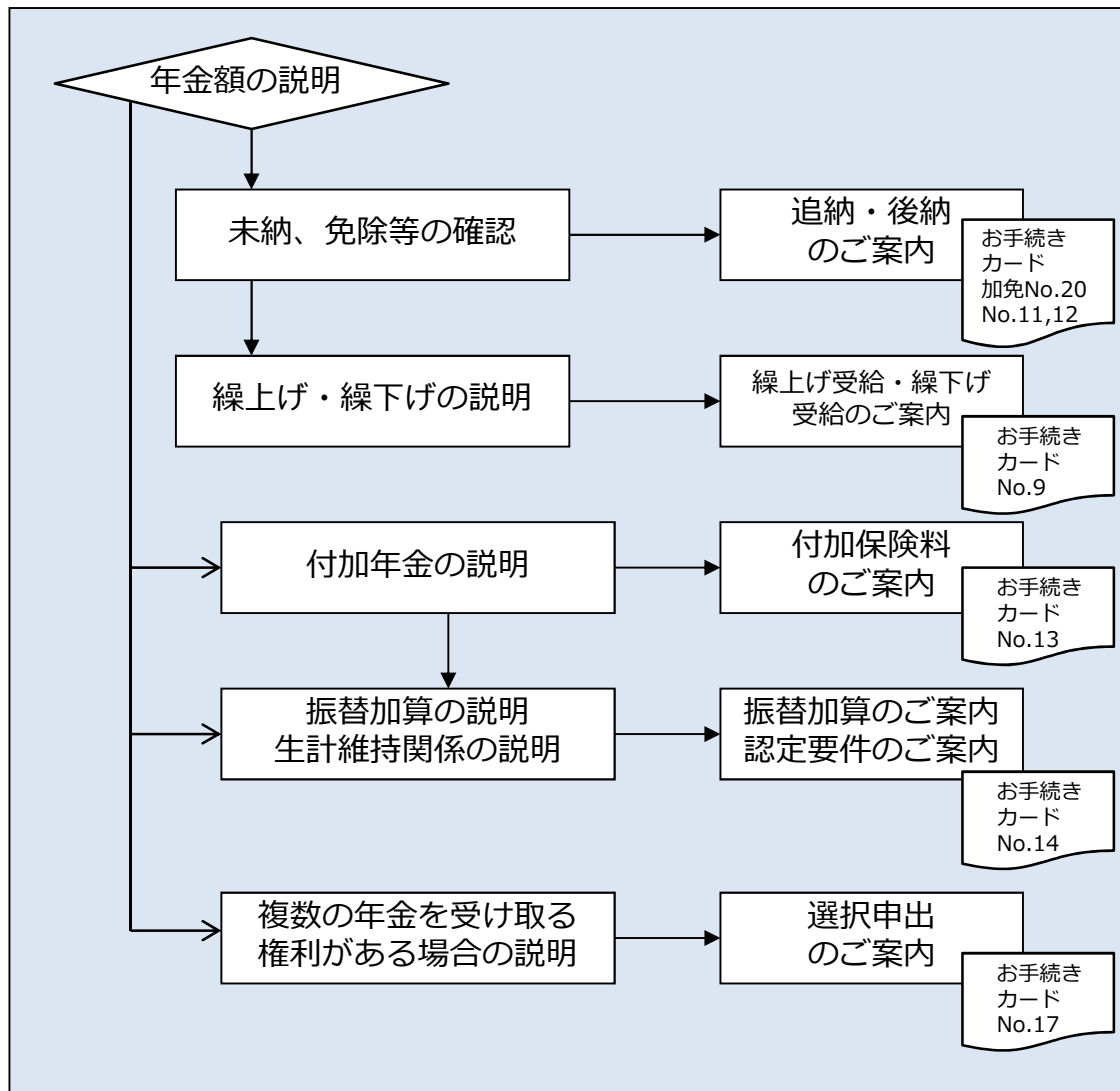 年金額の説明
未納、免除等の確認
追納・後納
のご案内
お手続き
カード
加免No.20
No.11,12
繰上げ・繰下げの説明
繰上げ受給・繰下げ
受給のご案内
お手続き
カード
No.9
付加年金の説明
付加保険料
のご案内
お手続き
カード
No.13
振替加算の説明
生計維持関係の説明
振替加算のご案内
認定要件のご案内
お手続き
カード
No.14
複数の年金を受け取る
権利がある場合の説明
選択申出
のご案内
お手続き
カード
No.17